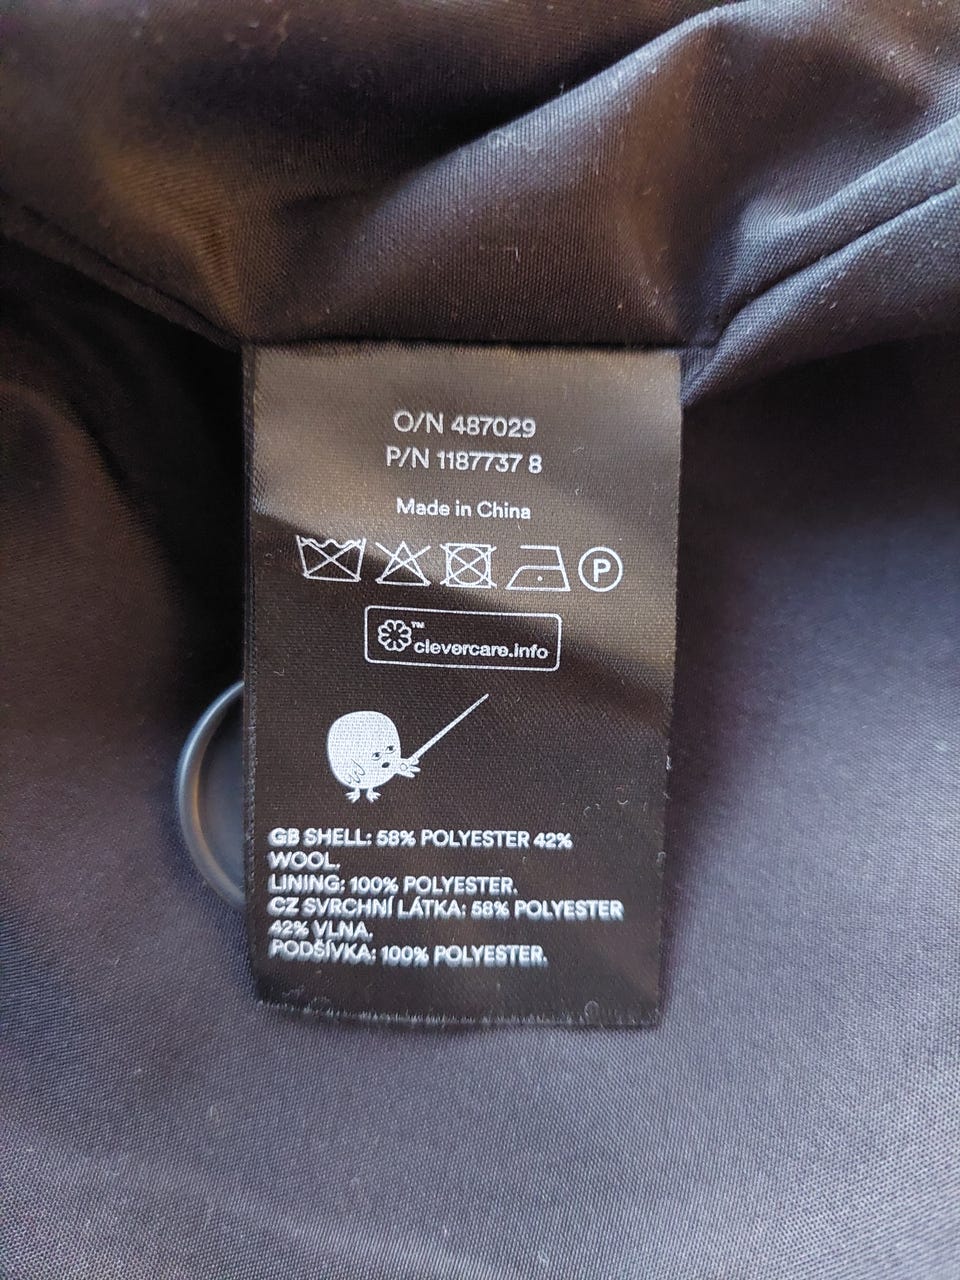 O/N 487029
P/N 1187737 8
Made in China
P
™
clevercare.info
GB SHELL: 58% POLYESTER 42%
WOOL.
LINING: 100% POLYESTER.
CZ SVRCHNÍ LÁTKA: 58% POLYESTER
42% VLNA.
PODŠÍVKA: 100% POLYESTER.